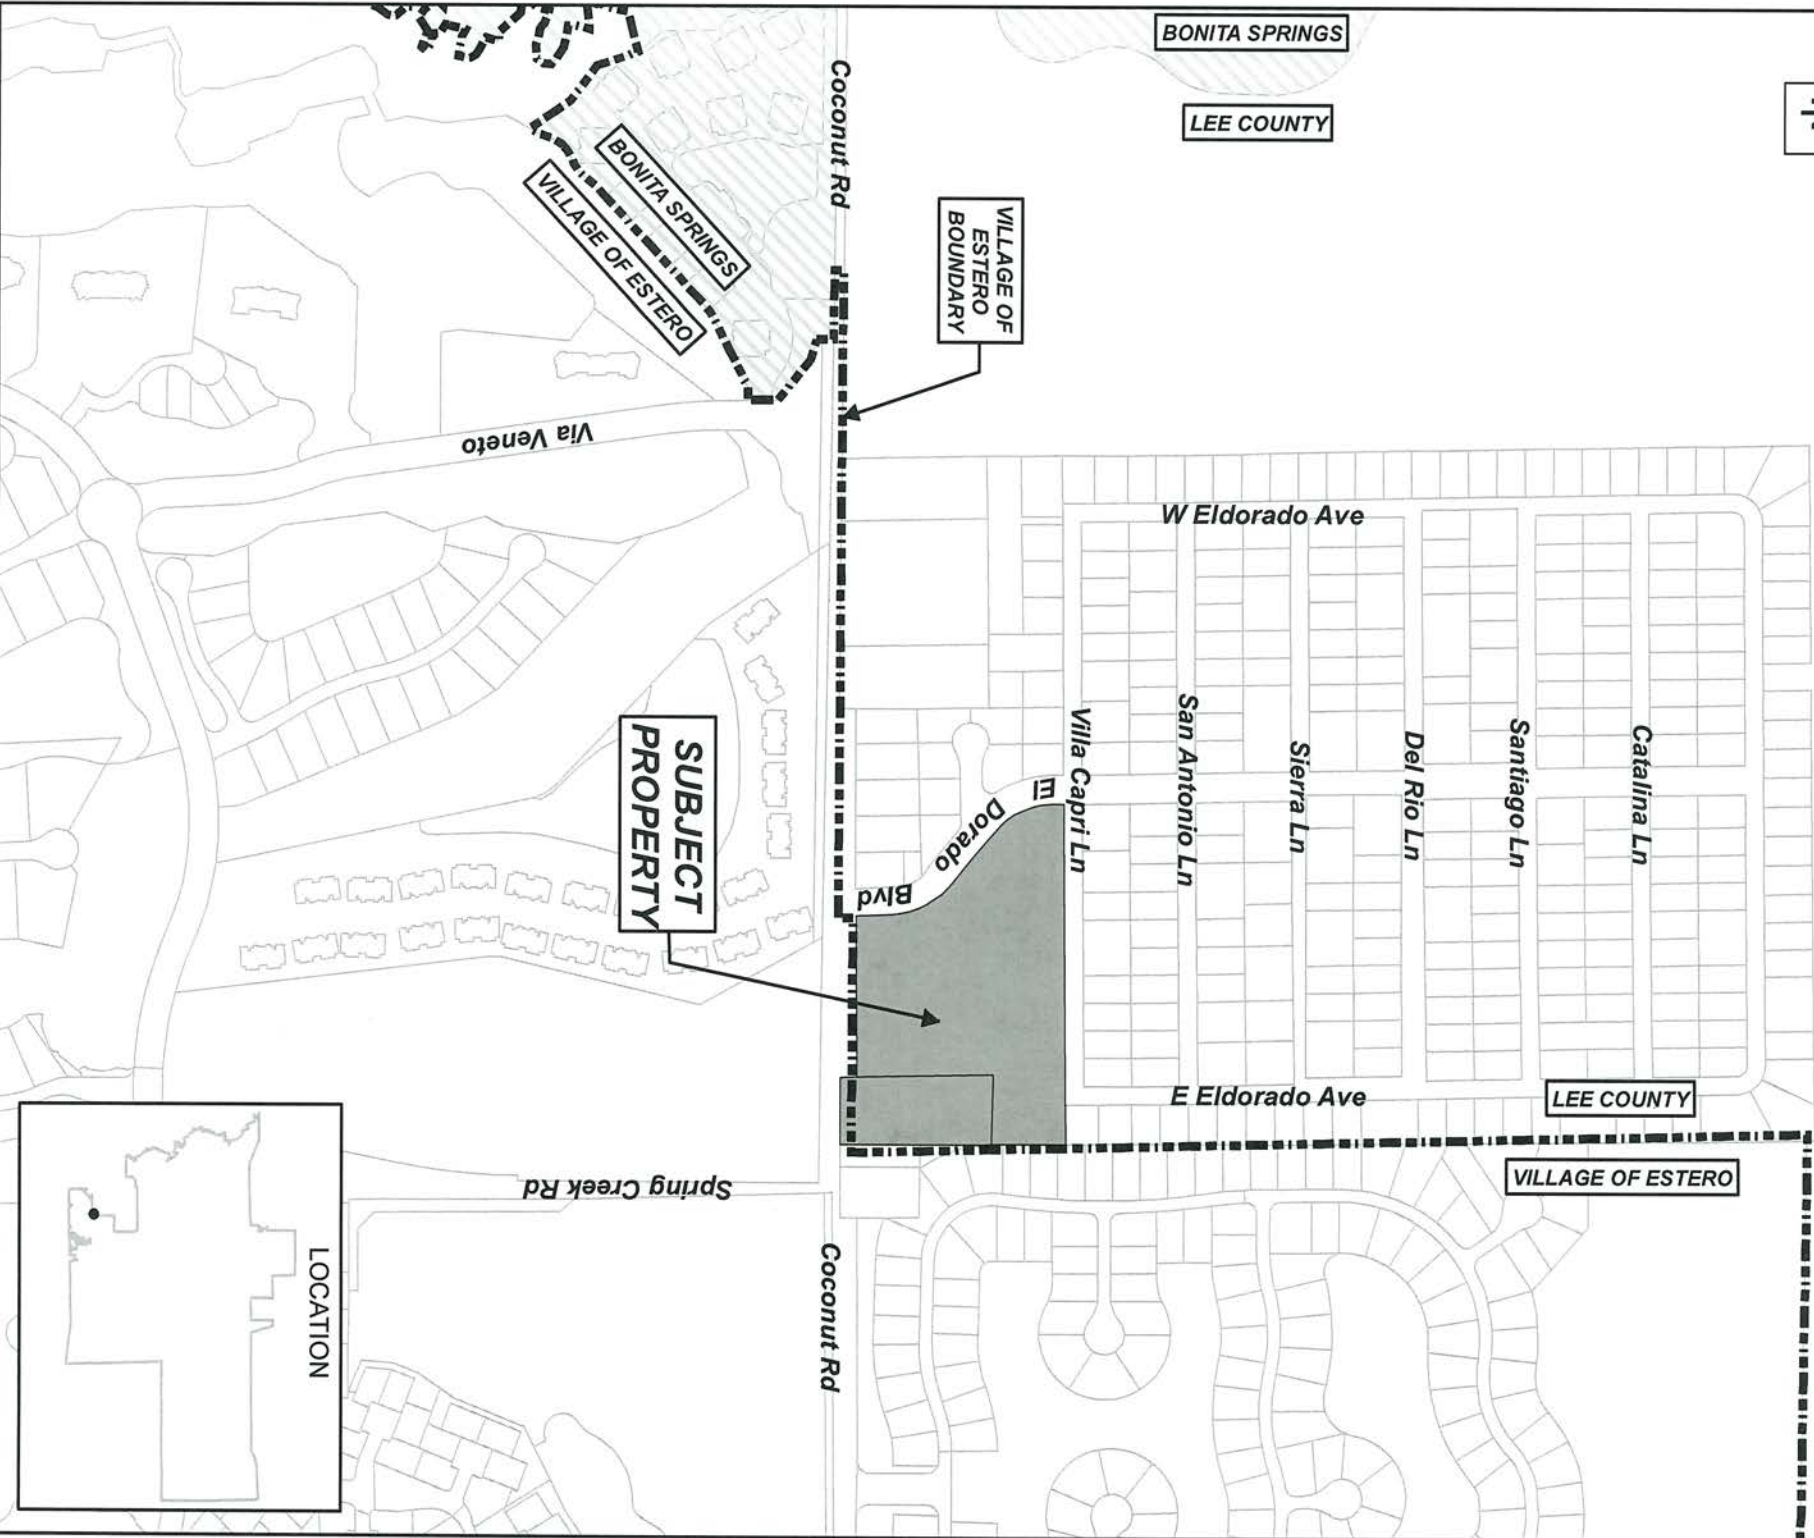 BONITA SPRINGS
LEE COUNTY
Coconut Rd
BONITA SPRINGS
VILLAGE OF ESTERO
VILLAGE OF
ESTERO
BOUNDARY
Via Veneto
W Eldorado Ave
Villa Capri Ln
San Antonio Ln
Sierra Ln
Del Rio Ln
Santiago Ln
Catalina Ln
El
Dorado
Blvd
SUBJECT
PROPERTY
E Eldorado Ave
LEE COUNTY
VILLAGE OF ESTERO
Spring Creek Rd
Coconut Rd
LOCATION